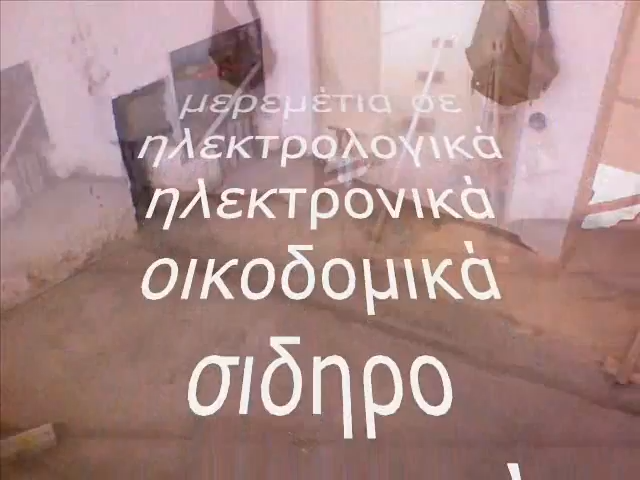 μερεμέτια σε
ηλεκτρολογικά
ηλεκτρονικά
οικοδομικά
σιδηρο